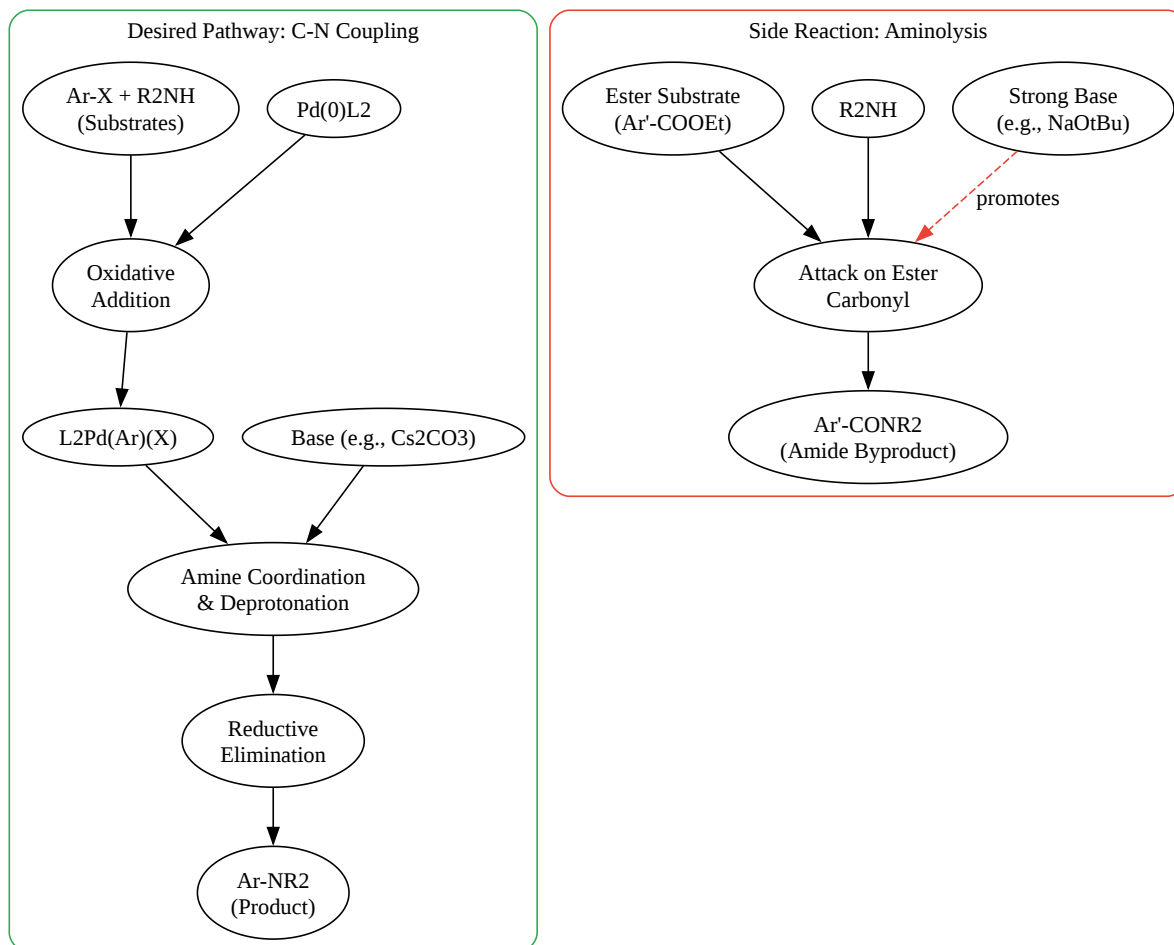 Desired Pathway: C-N Coupling
Ar-X + R2NH
(Substrates)
Pd(0)L2
Oxidative
Addition
L2Pd(Ar)(X)
Base (e.g., Cs2CO3)
Amine Coordination
& Deprotonation
Reductive
Elimination
Ar-NR2
(Product)
Side Reaction: Aminolysis
Ester Substrate
(Ar'-COOEt)
R2NH
Strong Base
(e.g., NaOtBu)
promotes
Attack on Ester
Carbonyl
Ar'-CONR2
(Amide Byproduct)